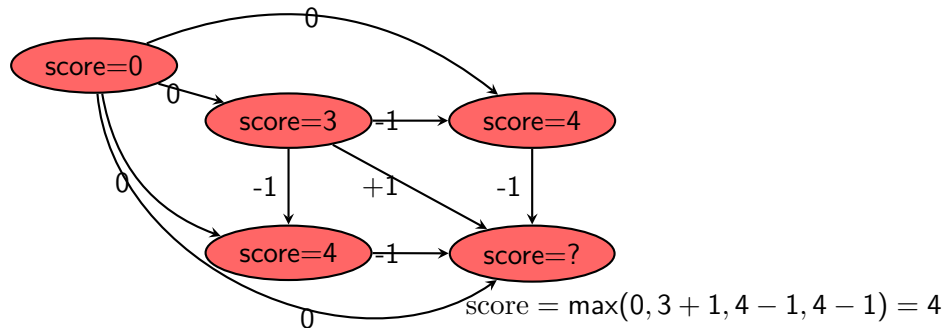 0
score=0
0
score=3
-1
score=4
0
-1
+1
-1
score=4
-1
score=?
score = max(0, 3 + 1, 4 − 1, 4 − 1) = 4
0